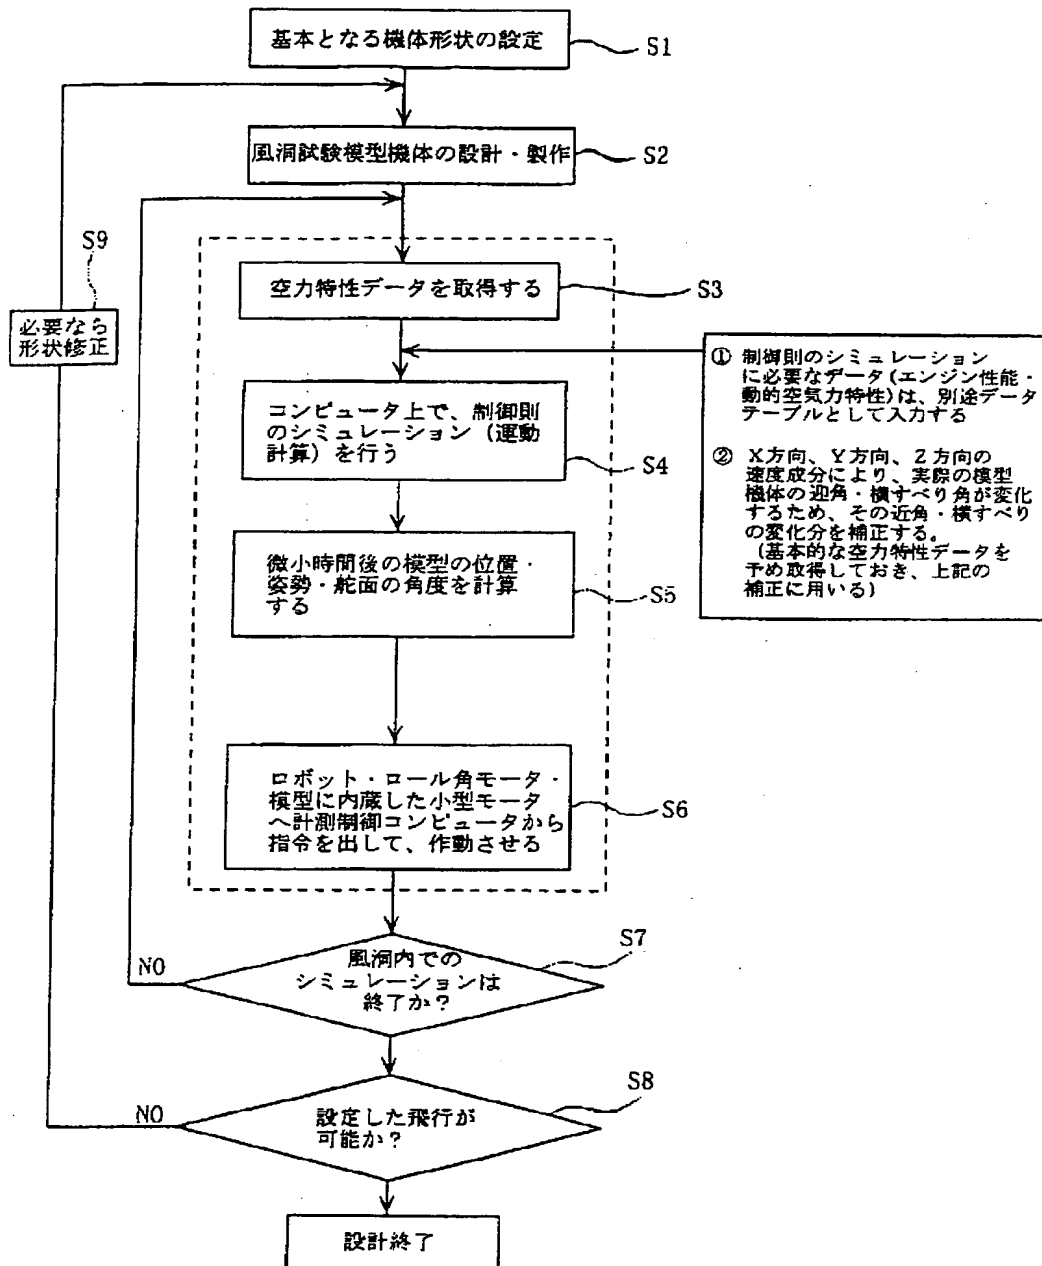 基本となる機体形状の設定
S1
風洞試験模型機体の設計・製作
S2
S9
必要なら
形状修正
空力特性データを取得する
S3
① 制御則のシミュレーション
に必要なデータ(エンジン性能・
動的空気力特性)は、別途データ
テーブルとして入力する
② X方向、Y方向、Z方向の
速度成分により、実際の模型
機体の迎角・横すべり角が変化
するため、その近角・横すべり
の変化分を補正する。
(基本的な空力特性データを
予め取得しておき、上記の
補正に用いる)
コンピュータ上で、制御則
のシミュレーション(運動
計算)を行う
S4
微小時間後の模型の位置・
姿勢・舵面の角度を計算
する
S5
ロボット・ロール角モータ・
模型に内蔵した小型モータ
へ計測制御コンピュータから
指令を出して、作動させる
S6
風洞内での
シミュレーションは
終了か?
S7
NO
設定した飛行が
可能か?
S8
NO
設計終了